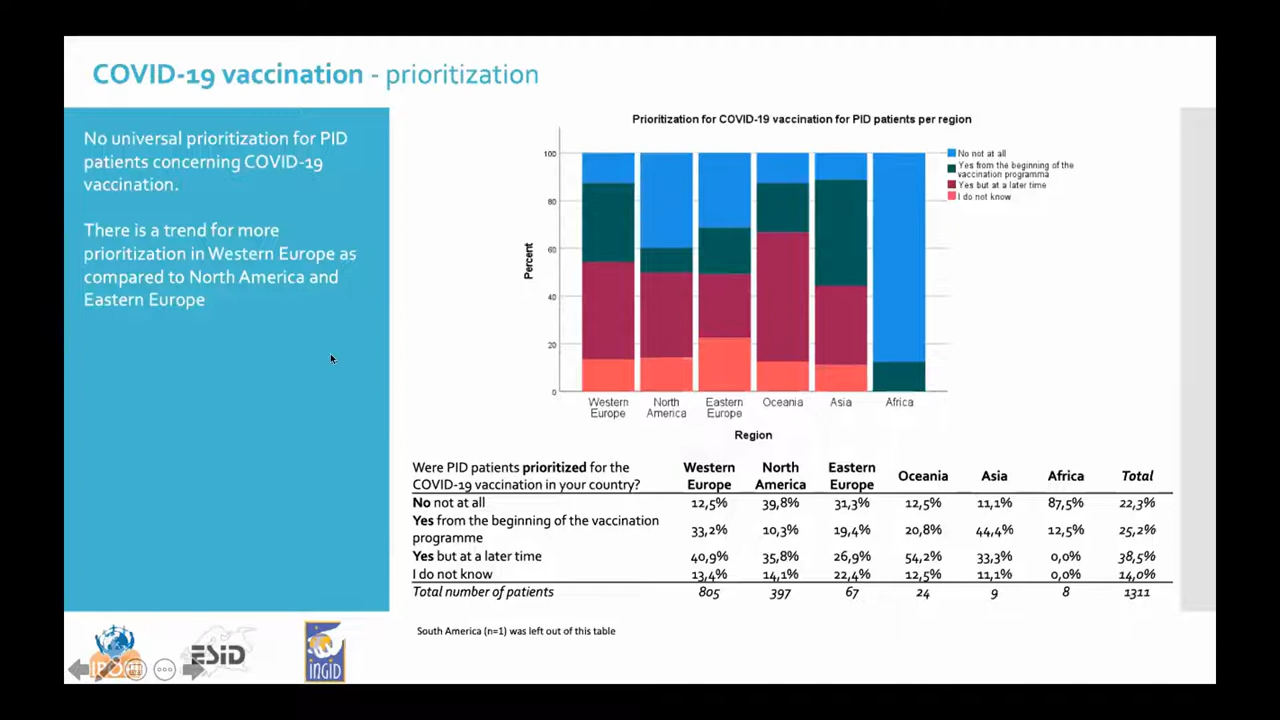 COVID-19 vaccination - prioritization
No universal prioritization for PID
patients concerning COVID-19
vaccination.
There is a trend for more
prioritization in Western Europe as
compared to North America and
Eastern Europe
Prioritization for COVID-19 vaccination for PID patients per region
100
80
60
40
20
0
Percent
No not at all
Yes from the beginning of the
vaccination programma
Yes but at a later time
I do not know
Western Europe North America Eastern Europe Oceania Asia Africa
Region
Were PID patients prioritized for the COVID-19 vaccination in your country? Western Europe North America Eastern Europe Oceania Asia Africa Total
No not at all 12,5% 39,8% 31,3% 12,5% 11,1% 87,5% 22,3%
Yes from the beginning of the vaccination programme 33,2% 10,3% 19,4% 20,8% 44,4% 12,5% 25,2%
Yes but at a later time 40,9% 35,8% 26,9% 54,2% 33,3% 0,0% 38,5%
I do not know 13,4% 14,1% 22,4% 12,5% 11,1% 0,0% 14,0%
Total number of patients 805 397 67 24 9 8 1311
South America (n=1) was left out of this table
ESID
INGID